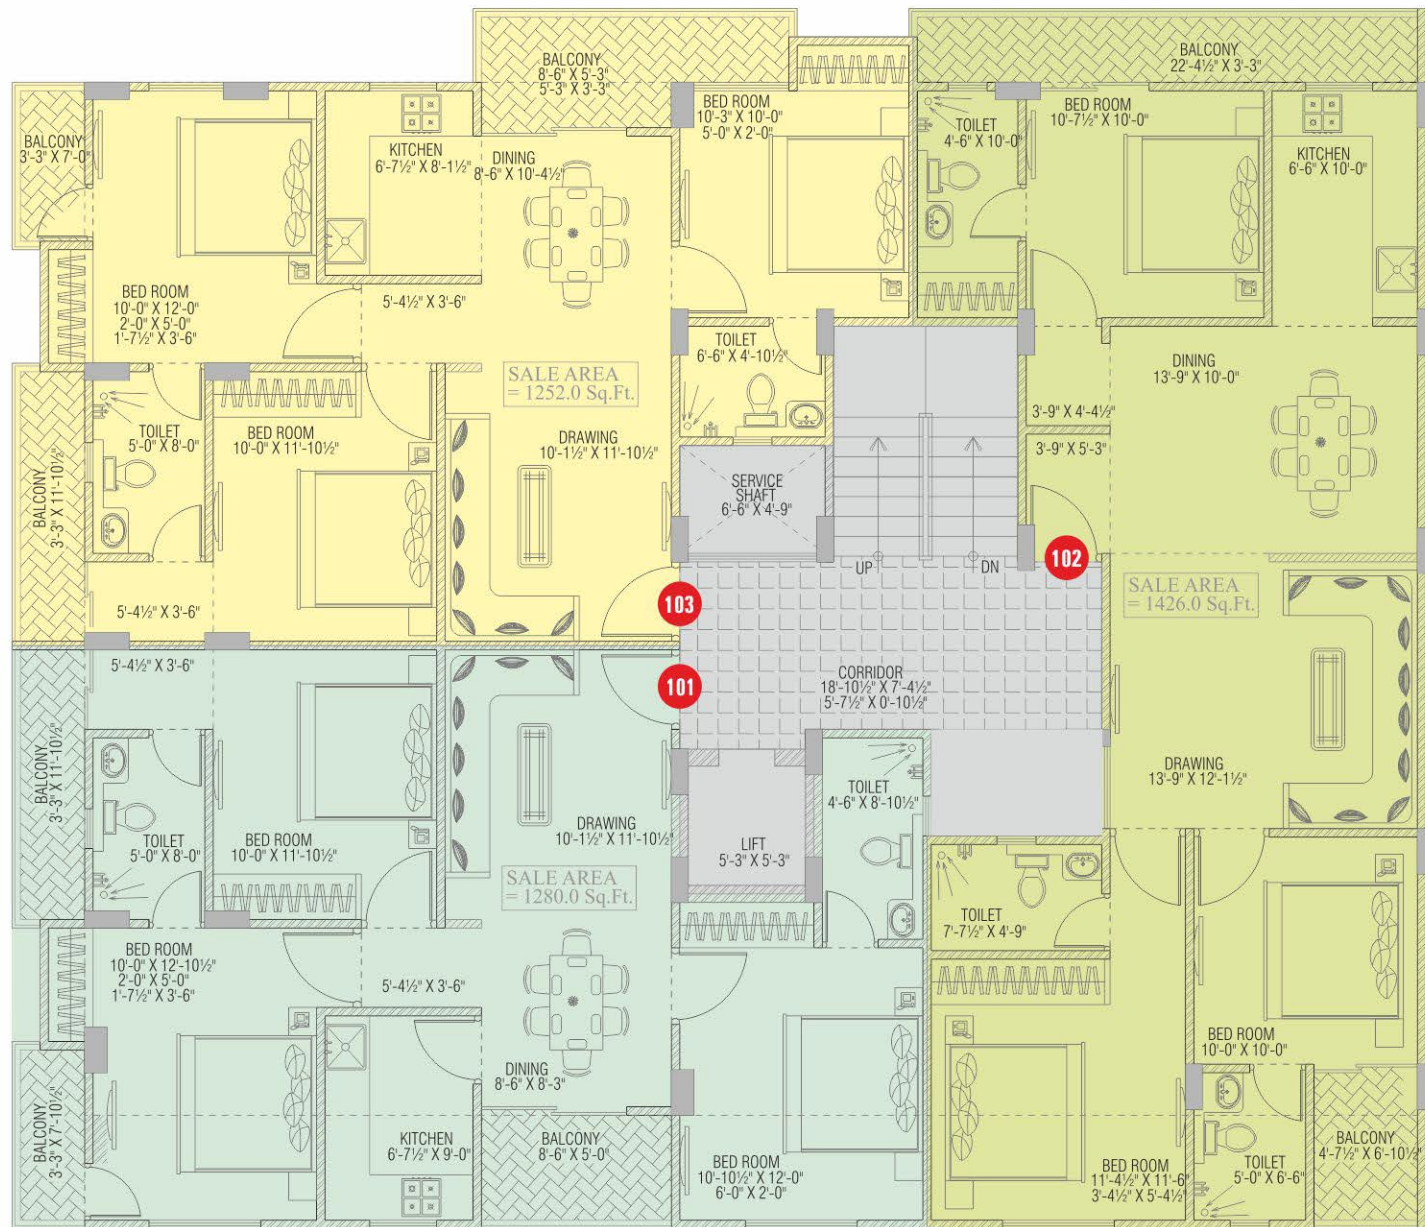 BALCONY
8'-6" X 5'-3"
5'-3" X 3'-3"
BALCONY
22'-4½" X 3'-3"
BALCONY
3'-3" X 7'-0"
KITCHEN
6'-7½" X 8'-1½"
DINING
8'-6" X 10'-4½"
BED ROOM
10'-3" X 10'-0"
5'-0" X 2'-0"
TOILET
4'-6" X 10'-0"
BED ROOM
10'-7½" X 10'-0"
KITCHEN
6'-6" X 10'-0"
BED ROOM
10'-0" X 12'-0"
2'-0" X 5'-0"
1'-7½" X 3'-6"
5'-4½" X 3'-6"
TOILET
6'-6" X 4'-10½"
DINING
13'-9" X 10'-0"
SALE AREA
= 1252.0 Sq.Ft.
3'-9" X 4'-4½"
3'-9" X 5'-3"
TOILET
5'-0" X 8'-0"
BED ROOM
10'-0" X 11'-10½"
DRAWING
10'-1½" X 11'-10½"
BALCONY
3'-3" X 11'-10½"
SERVICE
SHAFT
6'-6" X 4'-9"
UP
DN
102
SALE AREA
= 1426.0 Sq.Ft.
5'-4½" X 3'-6"
103
5'-4½" X 3'-6"
101
CORRIDOR
18'-10½" X 7'-4½"
5'-7½" X 0'-10½"
BALCONY
3'-3" X 11'-10½"
DRAWING
13'-9" X 12'-1½"
TOILET
4'-6" X 8'-10½"
TOILET
5'-0" X 8'-0"
BED ROOM
10'-0" X 11'-10½"
DRAWING
10'-1½" X 11'-10½"
LIFT
5'-3" X 5'-3"
SALE AREA
= 1280.0 Sq.Ft.
TOILET
7'-7½" X 4'-9"
BED ROOM
10'-0" X 12'-10½"
2'-0" X 5'-0"
1'-7½" X 3'-6"
5'-4½" X 3'-6"
BED ROOM
10'-0" X 10'-0"
DINING
8'-6" X 8'-3"
BALCONY
3'-3" X 7'-10½"
KITCHEN
6'-7½" X 9'-0"
BALCONY
8'-6" X 5'-0"
BED ROOM
10'-10½" X 12'-0"
6'-0" X 2'-0"
BED ROOM
11'-4½" X 11'-6"
3'-4½" X 5'-4½"
TOILET
5'-0" X 6'-6"
BALCONY
4'-7½" X 6'-10½"